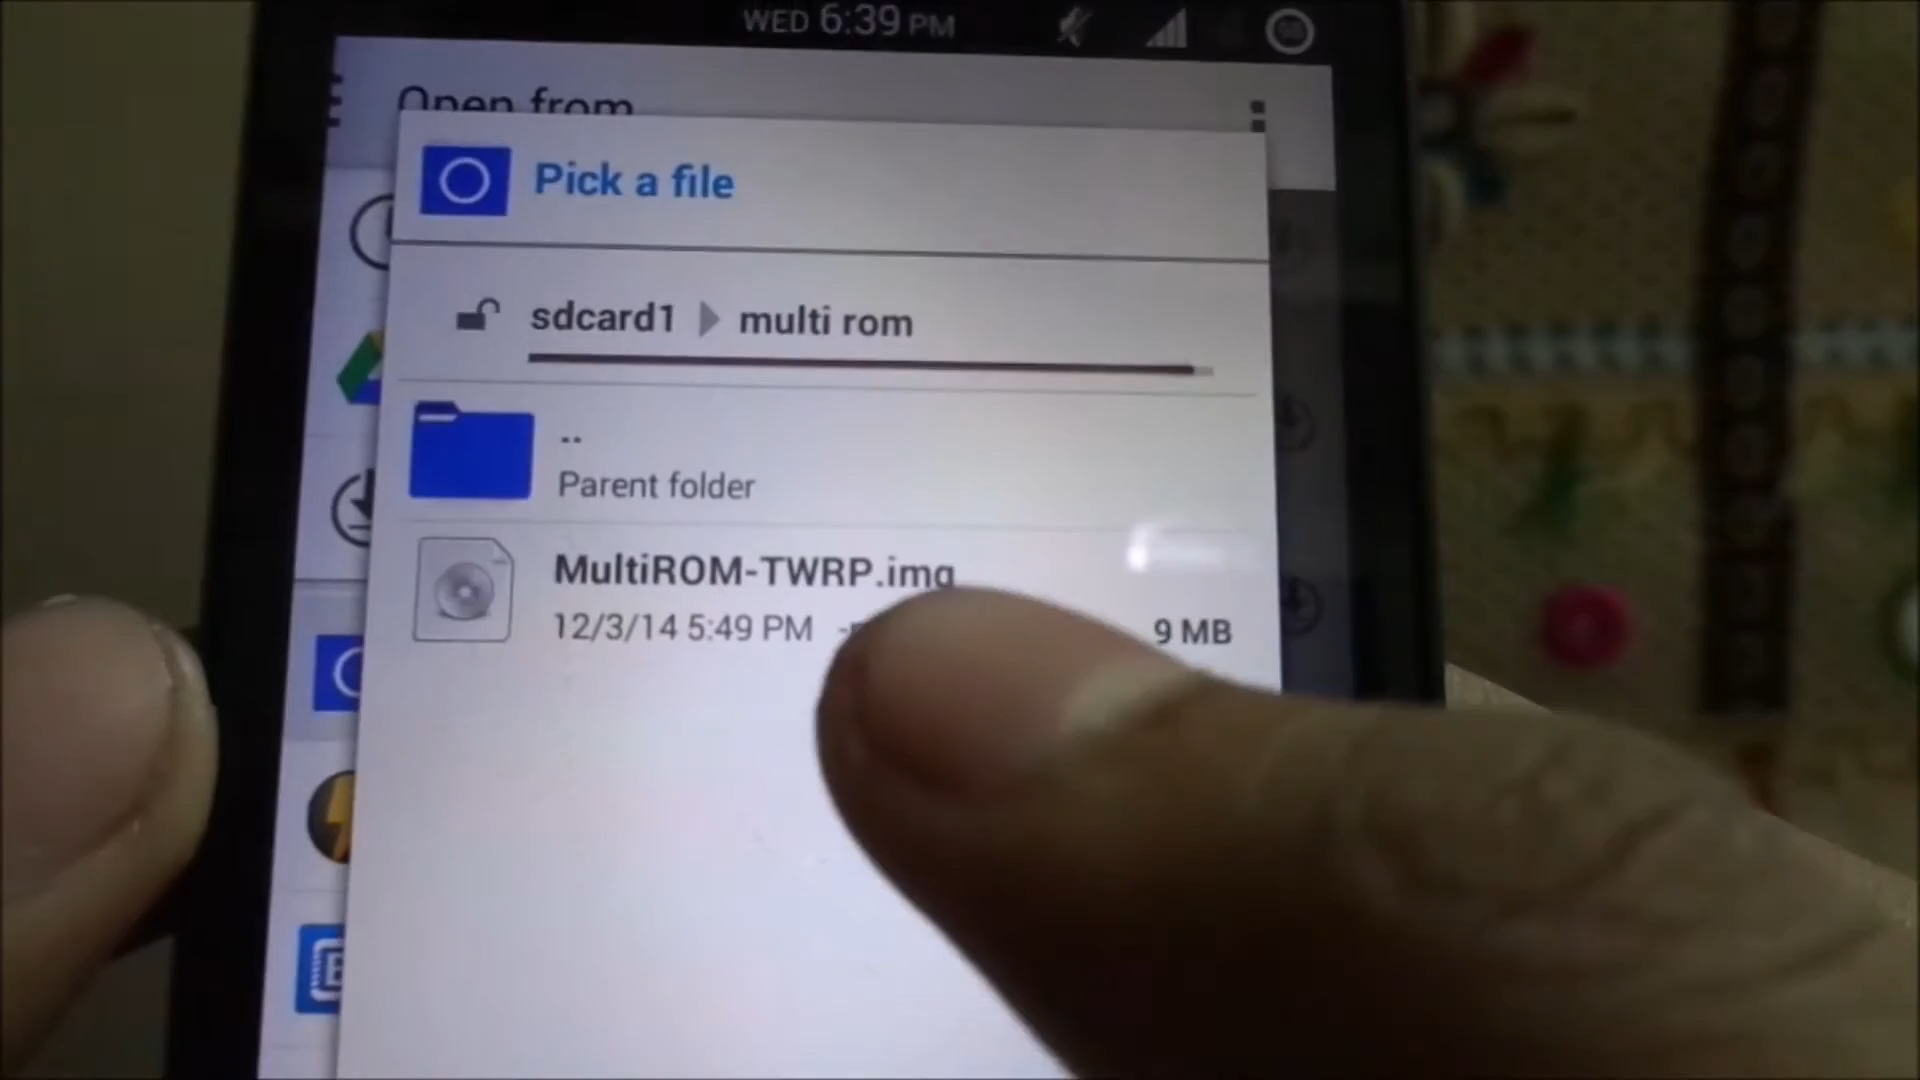 WED 6:39 PM
Open from
Pick a file
sdcard1 multi rom
..
Parent folder
MultiROM-TWRP.img
12/3/14 5:49 PM
9 MB